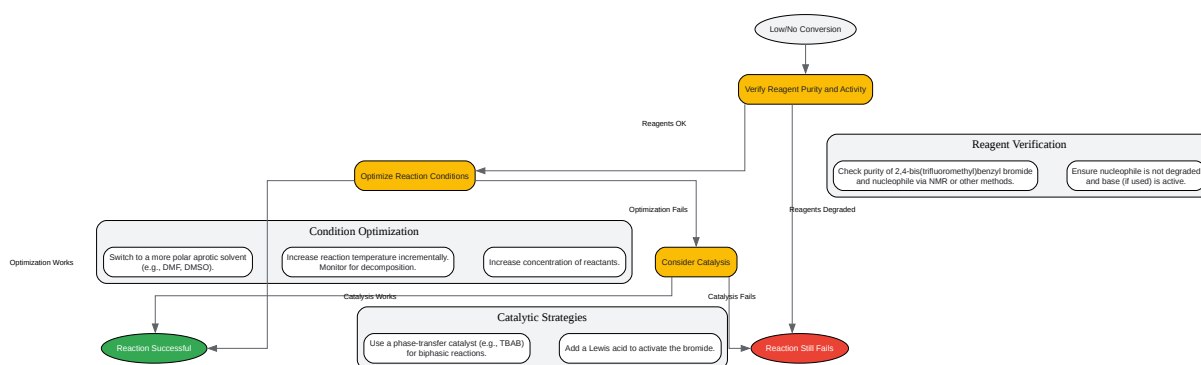 Low/No Conversion
Verify Reagent Purity and Activity
Reagents OK
Reagent Verification
Check purity of 2,4-bis(trifluoromethyl)benzyl bromide
and nucleophile via NMR or other methods.
Ensure nucleophile is not degraded
and base (if used) is active.
Optimize Reaction Conditions
Optimization Fails
Reagents Degraded
Condition Optimization
Switch to a more polar aprotic solvent
(e.g., DMF, DMSO).
Increase reaction temperature incrementally.
Monitor for decomposition.
Increase concentration of reactants.
Optimization Works
Consider Catalysis
Catalysis Works
Catalysis Fails
Catalytic Strategies
Use a phase-transfer catalyst (e.g., TBAB)
for biphasic reactions.
Add a Lewis acid to activate the bromide.
Reaction Successful
Reaction Still Fails